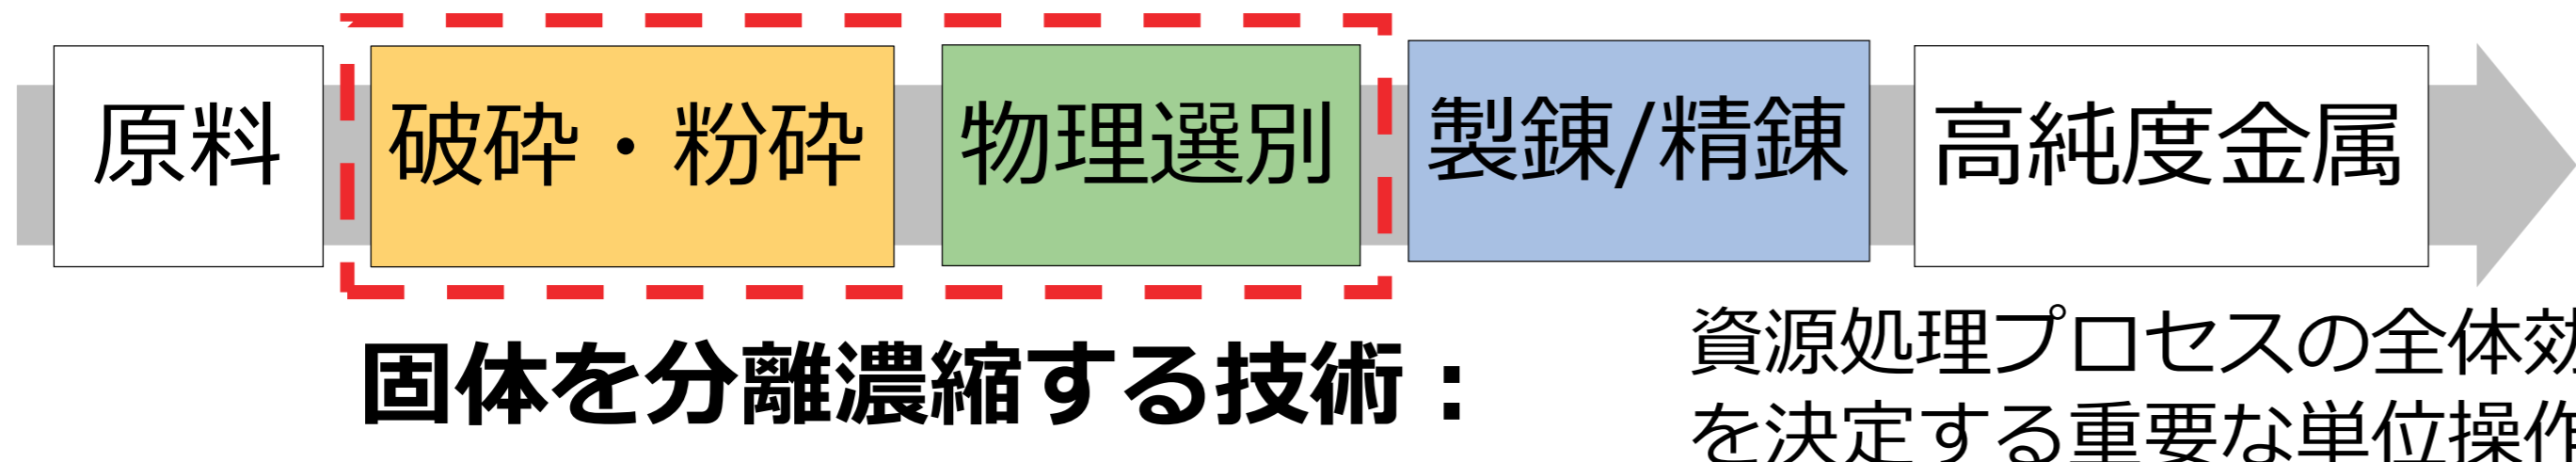 原料
破砕・粉砕
物理選別
製錬/精錬
高純度金属
固体を分離濃縮する技術：
資源処理プロセスの全体効
を決定する重要な単位操作